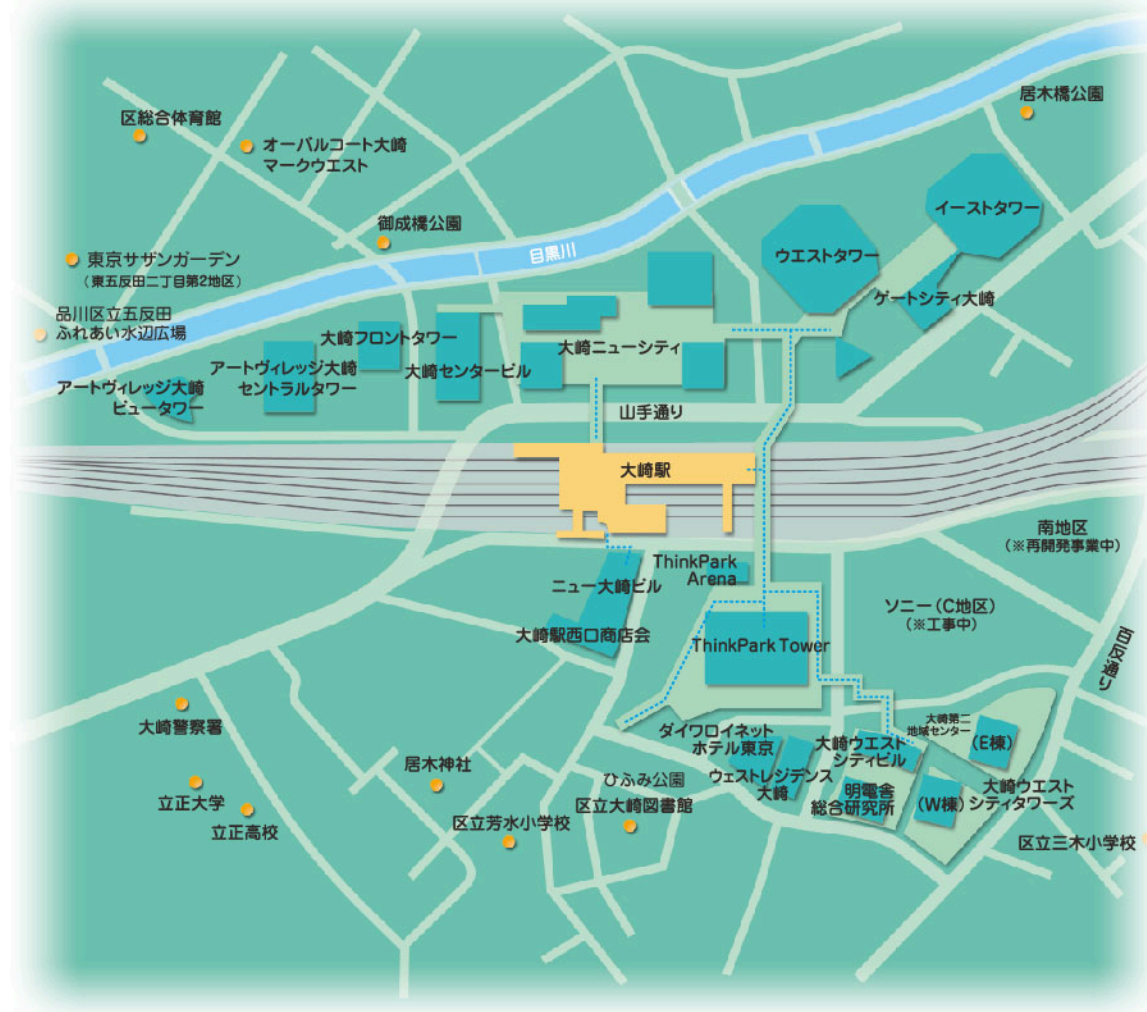 居木橋公園
区総合体育館
オーバルコート大崎
マークウエスト
イーストタワー
御成橋公園
目黒川
ウエストタワー
東京サザンガーデン
(東五反田二丁目第2地区)
ゲートシティ大崎
品川区立五反田
ふれあい水辺広場
大崎フロントタワー
大崎ニューシティ
アートヴィレッジ大崎
セントラルタワー
大崎センタービル
アートヴィレッジ大崎
ビュータワー
山手通り
大崎駅
南地区
(※再開発事業中)
ThinkPark
Arena
ニュー大崎ビル
ソニー(C地区)
(※工事中)
大崎駅西口商店会
ThinkPark Tower
百反通り
大崎警察署
ダイワロイネット
ホテル東京
大崎第二
地域センター
大崎ウエスト
シティビル
(E棟)
居木神社
ひふみ公園
ウェストレジデンス
大崎
明電舎
総合研究所
(W棟)
大崎ウエスト
シティタワーズ
立正大学
立正高校
区立芳水小学校
区立大崎図書館
区立三木小学校